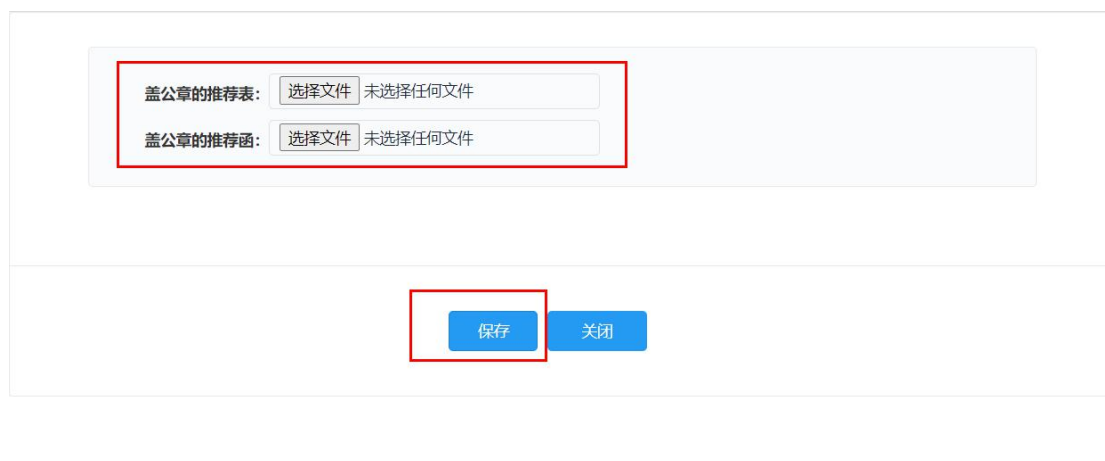 盖公章的推荐表： 选择文件 未选择任何文件
盖公章的推荐函： 选择文件 未选择任何文件
保存 关闭